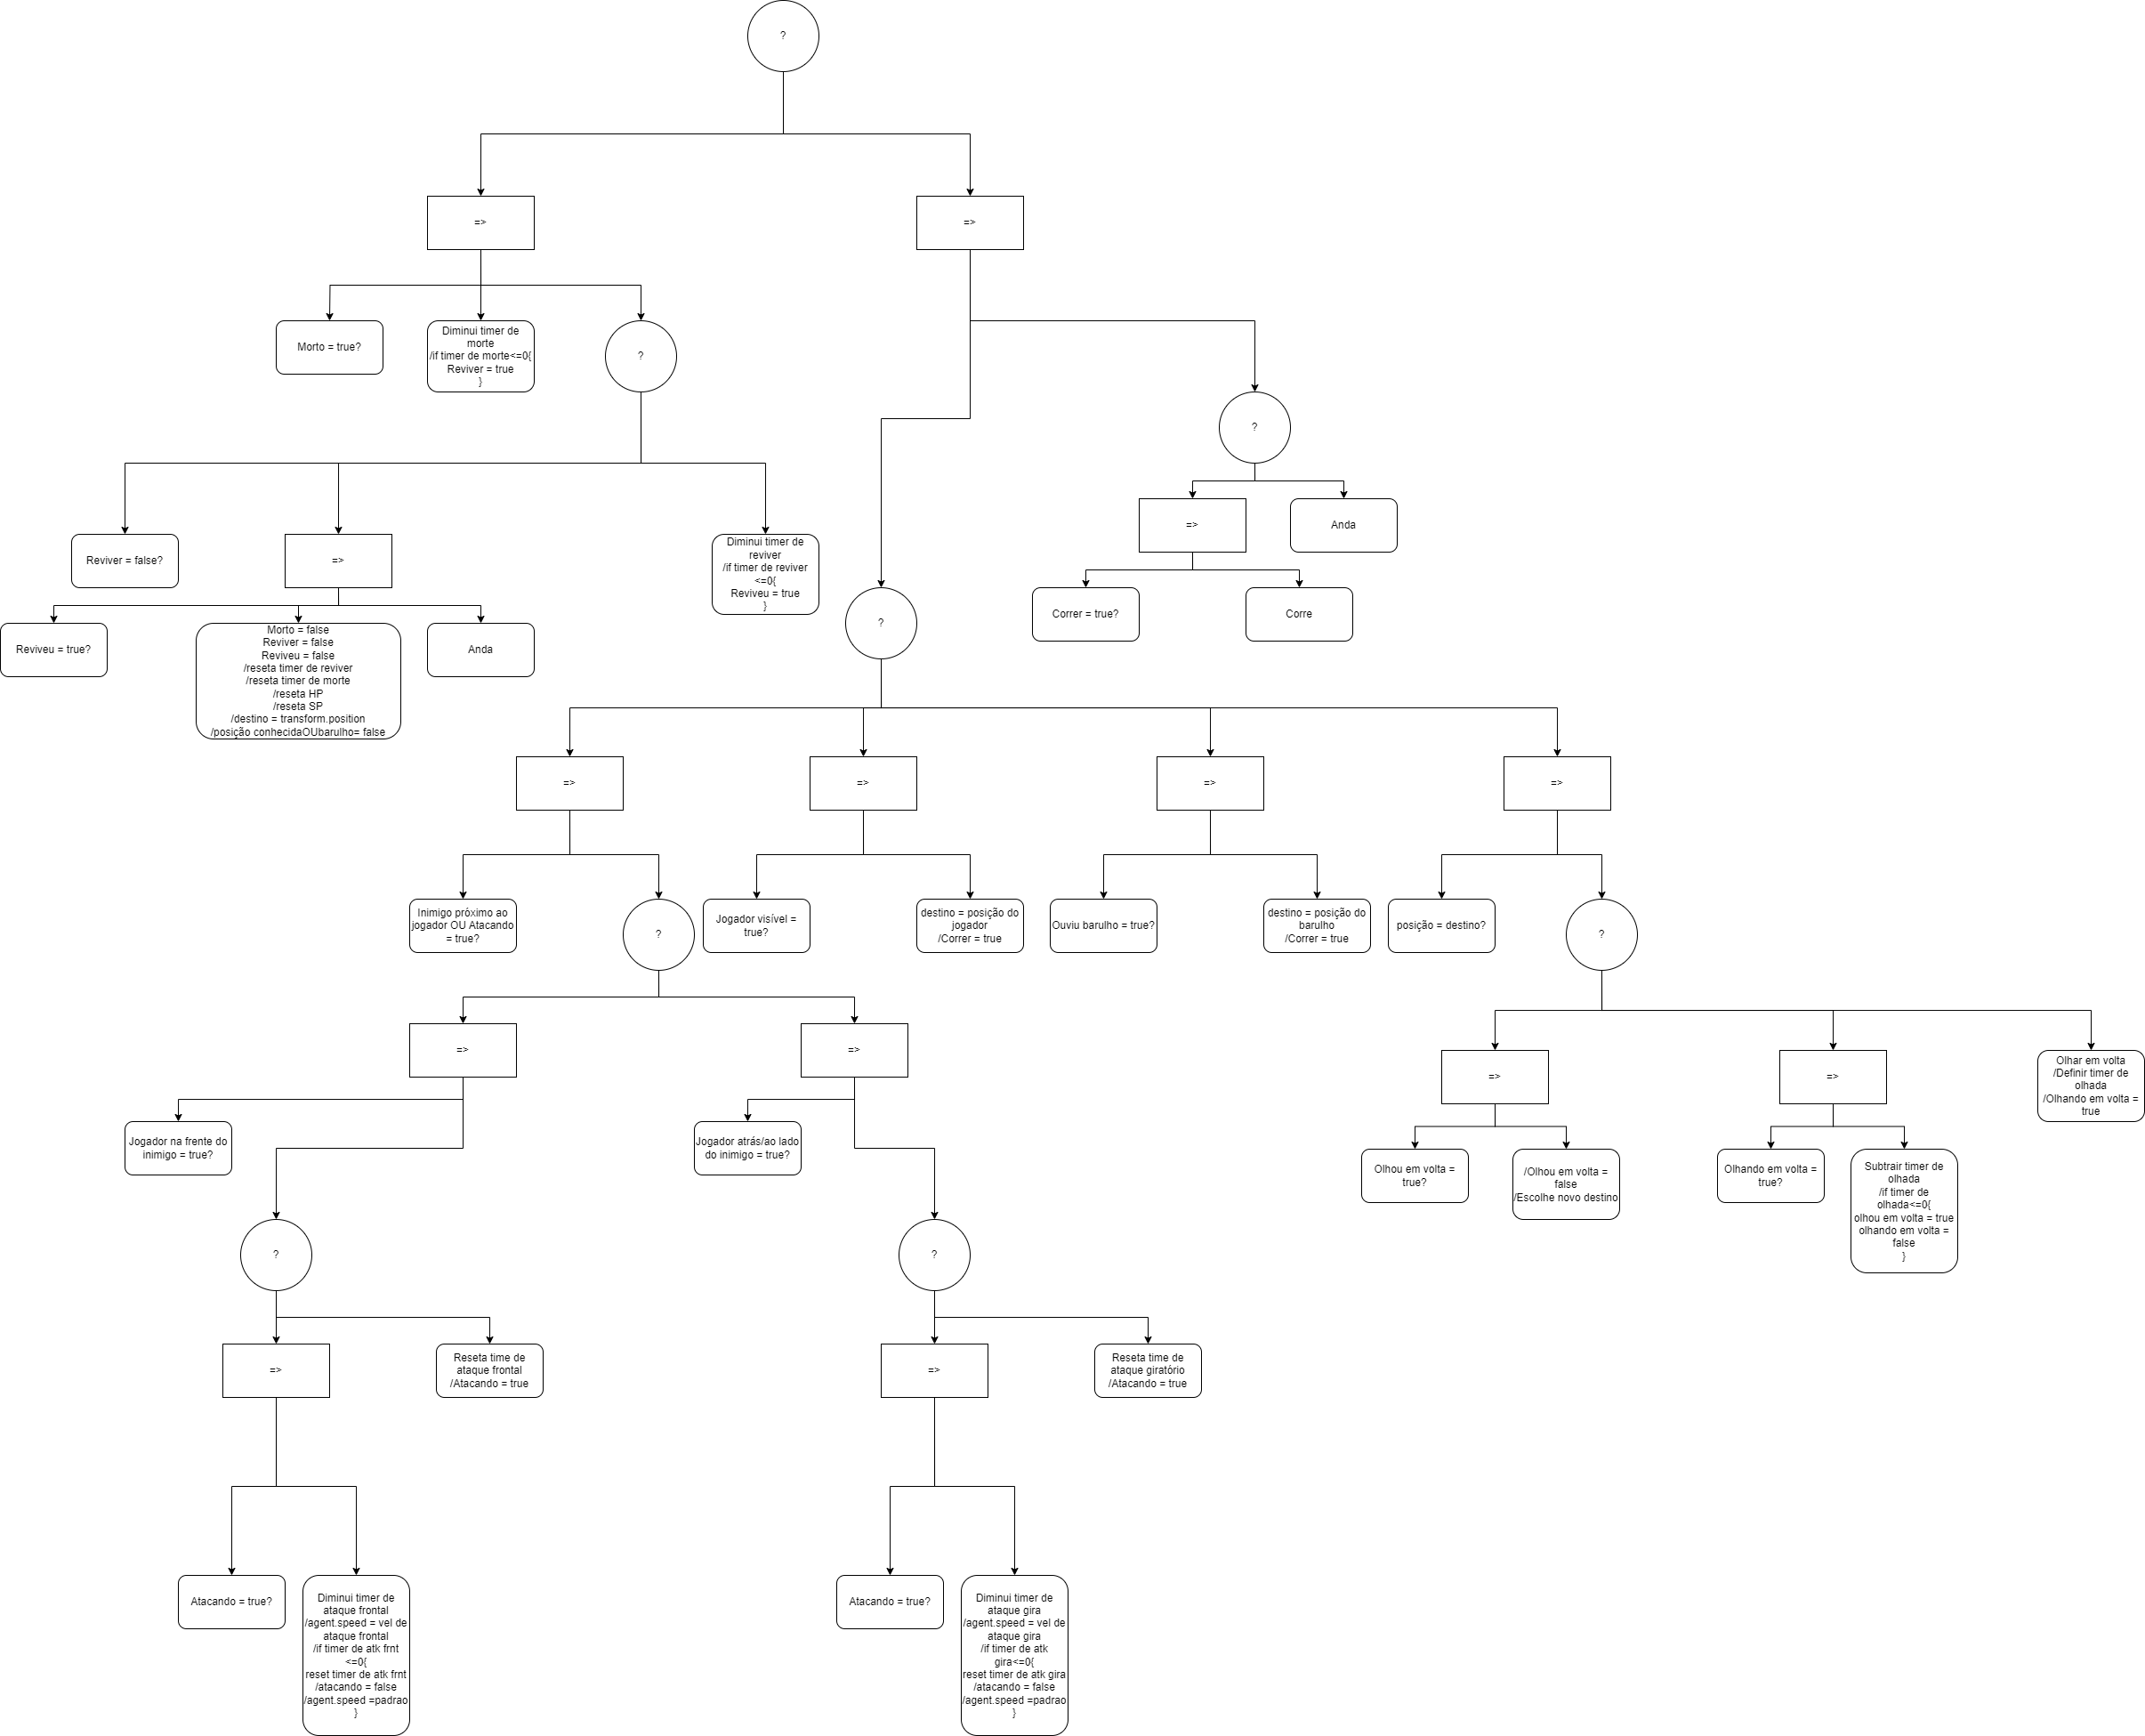 ?
=>
=>
Morto = true?
Diminui timer de
morte
/if timer de morte<=0{
Reviver = true
}
?
?
=>
Anda
Reviver = false?
=>
Diminui timer de
reviver
/if timer de reviver
<=0{
Reviveu = true
}
Correr = true?
Corre
?
Reviveu = true?
Morto = false
Reviver = false
Reviveu = false
/reseta timer de reviver
/reseta timer de morte
/reseta HP
/reseta SP
/destino = transform.position
/posição conhecidaOUbarulho= false
Anda
=>
=>
=>
=>
Inimigo próximo ao
jogador OU Atacando
= true?
?
Jogador visível =
true?
destino = posição do
jogador
/Correr = true
Ouviu barulho = true?
destino = posição do
barulho
/Correr = true
posição = destino?
?
=>
=>
=>
=>
Olhar em volta
/Definir timer de
olhada
/Olhando em volta =
true
Jogador na frente do
inimigo = true?
Jogador atrás/ao lado
do inimigo = true?
Olhou em volta =
true?
/Olhou em volta =
false
/Escolhe novo destino
Olhando em volta =
true?
Subtrair timer de
olhada
/if timer de
olhada<=0{
olhou em volta = true
olhando em volta =
false
}
?
?
=>
Reseta time de
ataque frontal
/Atacando = true
=>
Reseta time de
ataque giratório
/Atacando = true
Atacando = true?
Diminui timer de
ataque frontal
/agent.speed = vel de
ataque frontal
/if timer de atk frnt
<=0{
reset timer de atk frnt
/atacando = false
/agent.speed =padrao
}
Atacando = true?
Diminui timer de
ataque gira
/agent.speed = vel de
ataque gira
/if timer de atk
gira<=0{
reset timer de atk gira
/atacando = false
/agent.speed =padrao
}